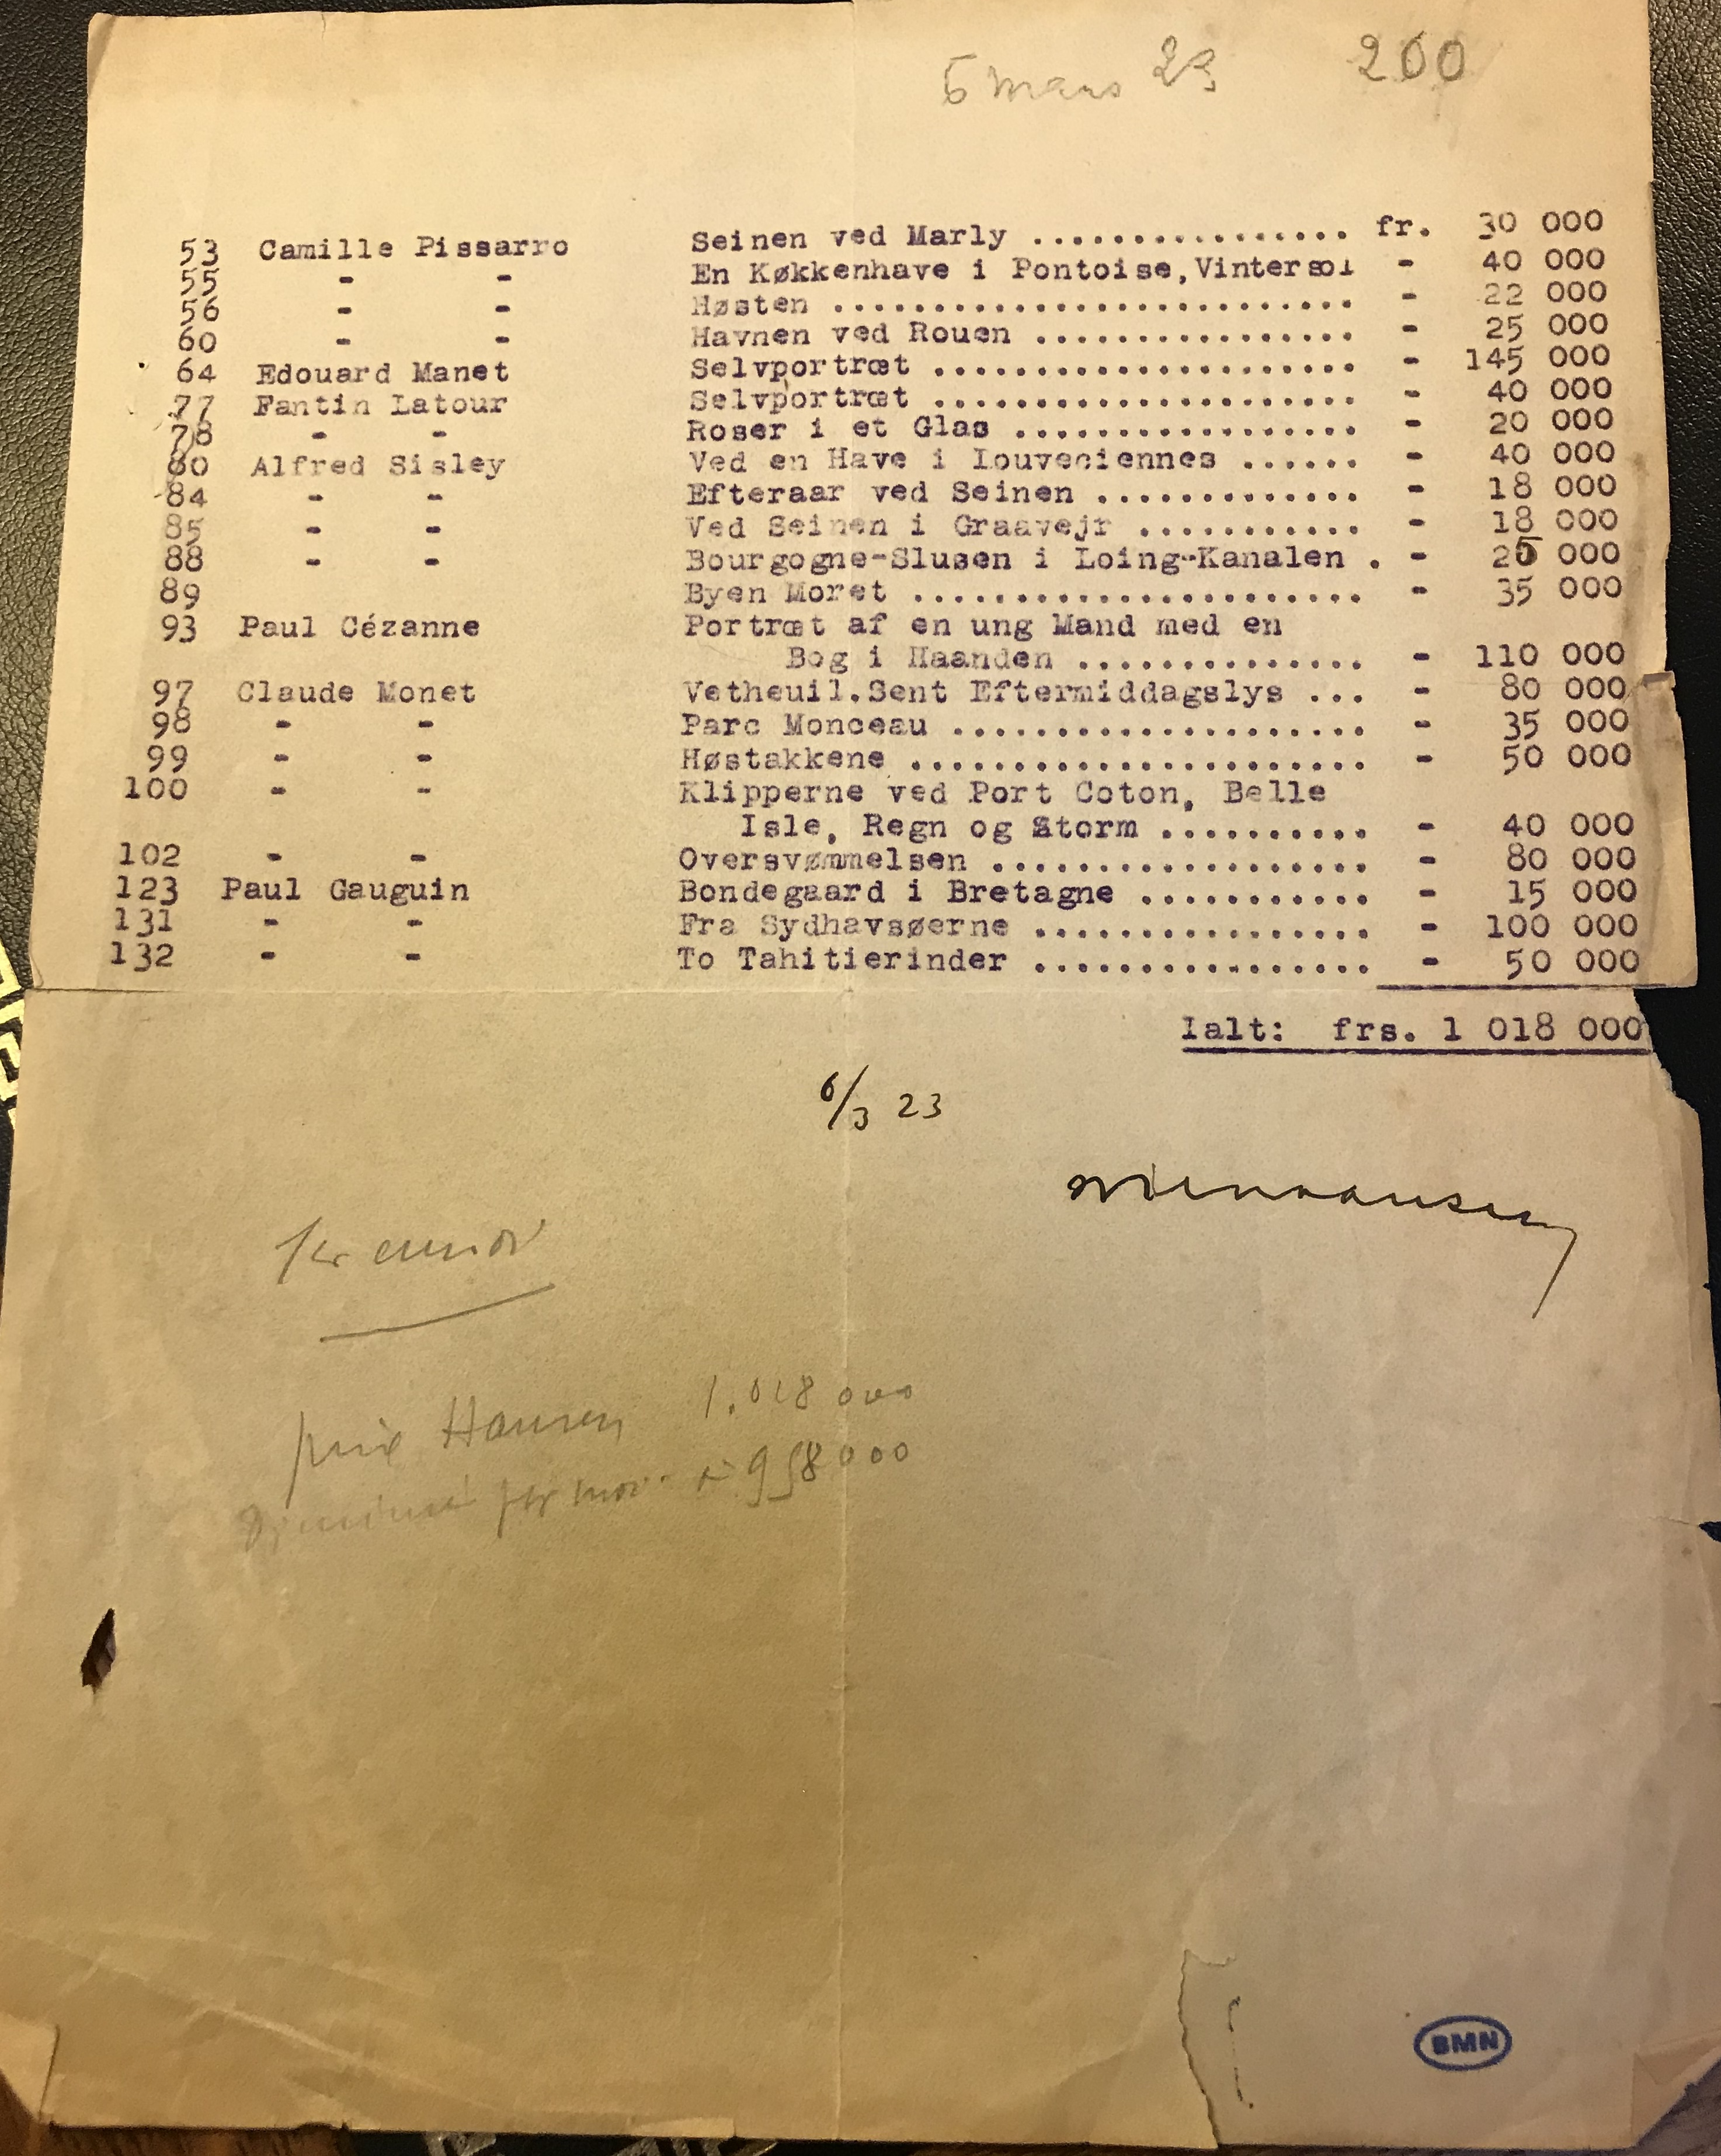 5 mars 23 200
53 Camille Pissarro Seinen ved Marly ................ fr. 30 000
55 - - En Køkkenhave i Pontoise,Vintersol - 40 000
56 - - Høsten .......................... - 22 000
60 - - Havnen ved Rouen ................ - 25 000
64 Edouard Manet Selvportræt ..................... - 145 000
77 Fantin Latour Selvportræt ..................... - 40 000
78 - - Roser i et Glas ................. - 20 000
80 Alfred Sisley Ved en Have i Louveciennes ...... - 40 000
84 - - Efteraar ved Seinen ............. - 18 000
85 - - Ved Seinen i Graavejr ........... - 18 000
88 - - Bourgogne-Slusen i Loing-Kanalen . - 25 000
89 Byen Moret ...................... - 35 000
93 Paul Cézanne Portræt af en ung Mand med en
Bog i Haanden .............. - 110 000
97 Claude Monet Vetheuil.Sent Eftermiddagslys ... - 80 000
98 - - Parc Monceau .................... - 35 000
99 - - Høstakkene ...................... - 50 000
100 - - Klipperne ved Port Coton, Belle
Isle, Regn og Storm .......... - 40 000
102 - - Oversvømmelsen .................. - 80 000
123 Paul Gauguin Bondegaard i Bretagne ........... - 15 000
131 - - Fra Sydhavsøerne ................ - 100 000
132 - - To Tahitierinder ................ - 50 000
Ialt: frs. 1 018 000
6/3 23
prix Hansen 1.018 000
par moi à 958 000
BMN